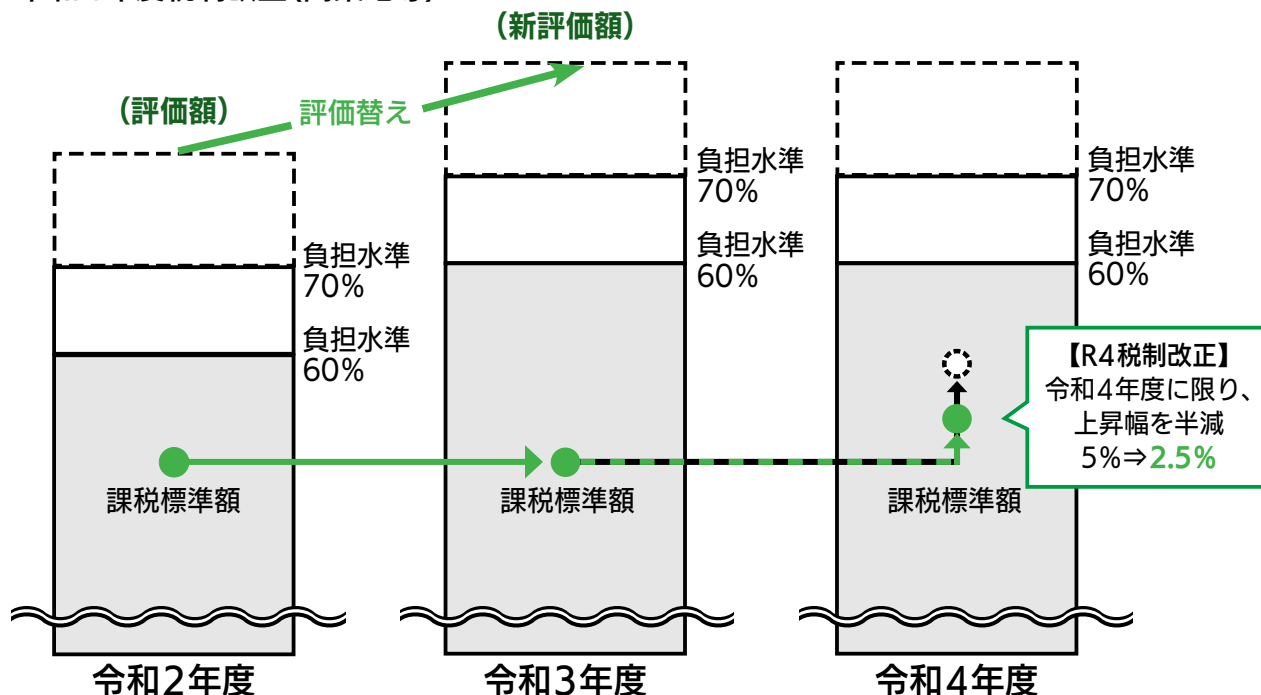 (新評価額)
(評価額)
評価替え
負担水準
70%
負担水準
60%
負担水準
70%
負担水準
60%
負担水準
70%
負担水準
60%
【R4税制改正】
令和4年度に限り、
上昇幅を半減
5%⇒2.5%
課税標準額
課税標準額
課税標準額
令和2年度
令和3年度
令和4年度